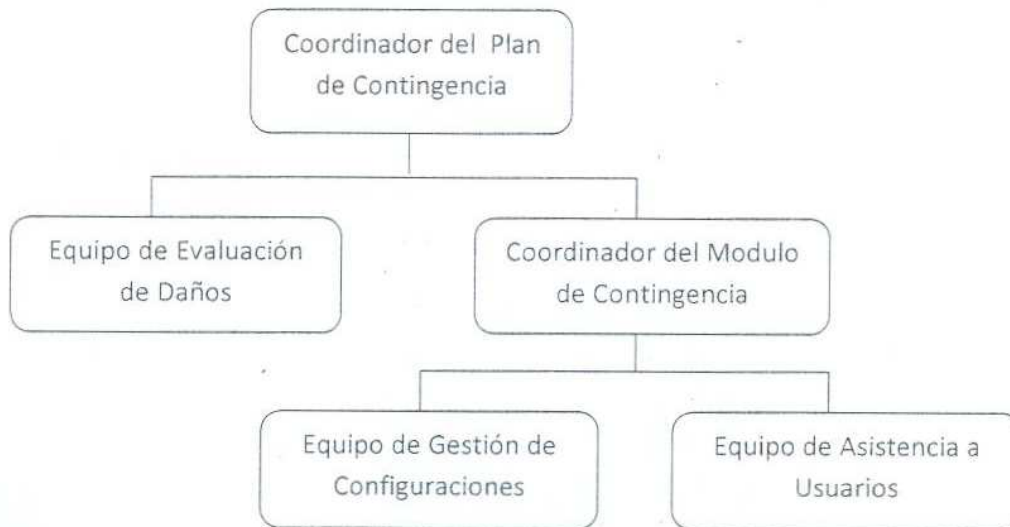 Coordinador del Plan
de Contingencia
Equipo de Evaluación
de Daños
Coordinador del Modulo
de Contingencia
Equipo de Gestión de
Configuraciones
Equipo de Asistencia a
Usuarios